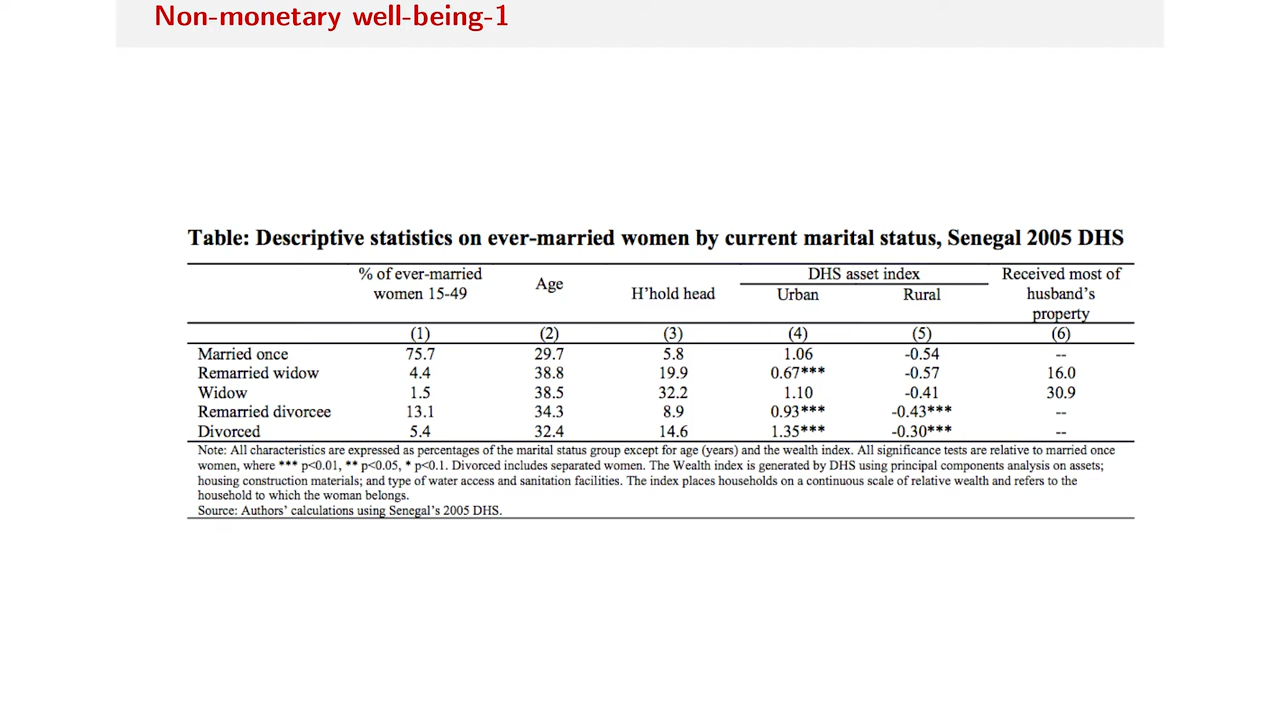 Non-monetary well-being-1
Table: Descriptive statistics on ever-married women by current marital status, Senegal 2005 DHS
% of ever-married women 15-49 Age H'hold head DHS asset index Urban Rural Received most of husband's property
(1) (2) (3) (4) (5) (6)
Married once 75.7 29.7 5.8 1.06 -0.54 --
Remarried widow 4.4 38.8 19.9 0.67*** -0.57 16.0
Widow 1.5 38.5 32.2 1.10 -0.41 30.9
Remarried divorcee 13.1 34.3 8.9 0.93*** -0.43*** --
Divorced 5.4 32.4 14.6 1.35*** -0.30*** --
Note: All characteristics are expressed as percentages of the marital status group except for age (years) and the wealth index. All significance tests are relative to married once
women, where *** p<0.01, ** p<0.05, * p<0.1. Divorced includes separated women. The Wealth index is generated by DHS using principal components analysis on assets;
housing construction materials; and type of water access and sanitation facilities. The index places households on a continuous scale of relative wealth and refers to the
household to which the woman belongs.
Source: Authors' calculations using Senegal's 2005 DHS.